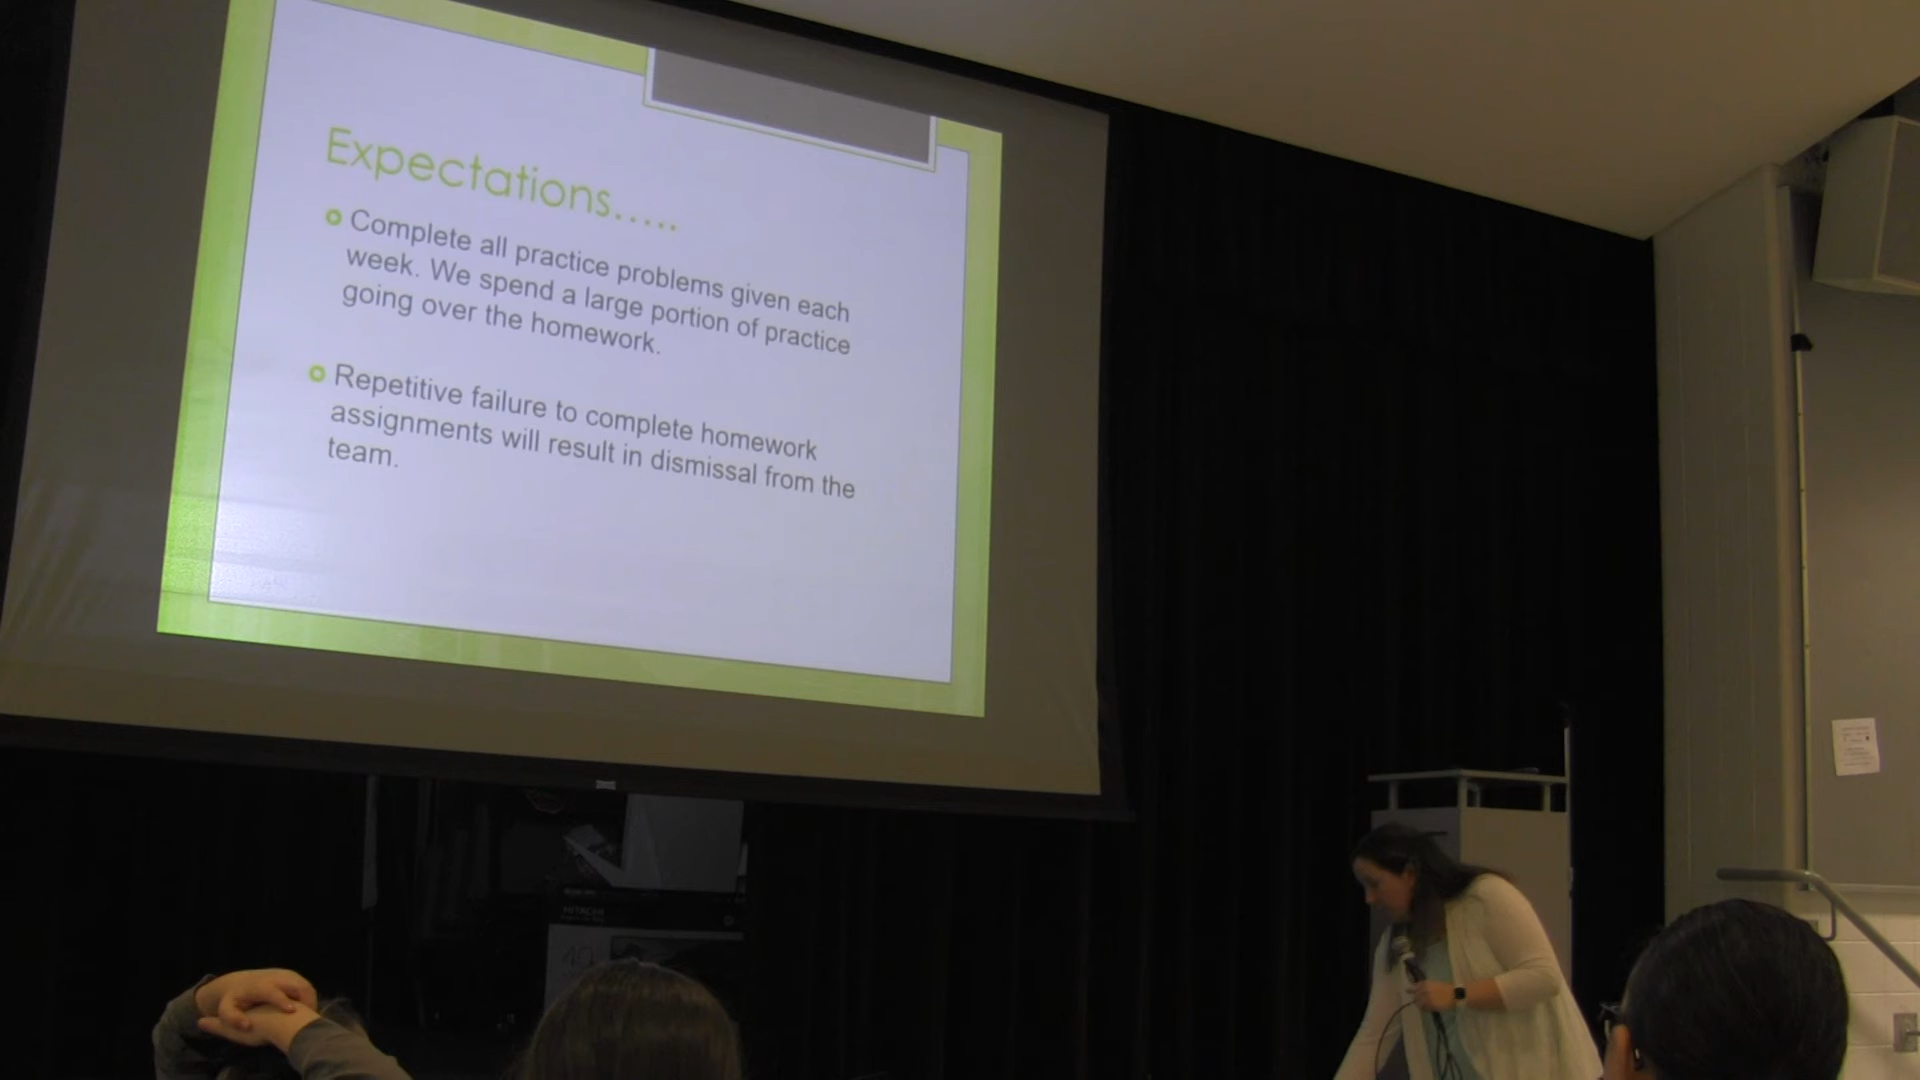 Expectations.....
Complete all practice problems given each
week. We spend a large portion of practice
going over the homework.
Repetitive failure to complete homework
assignments will result in dismissal from the
team.
HITACHI